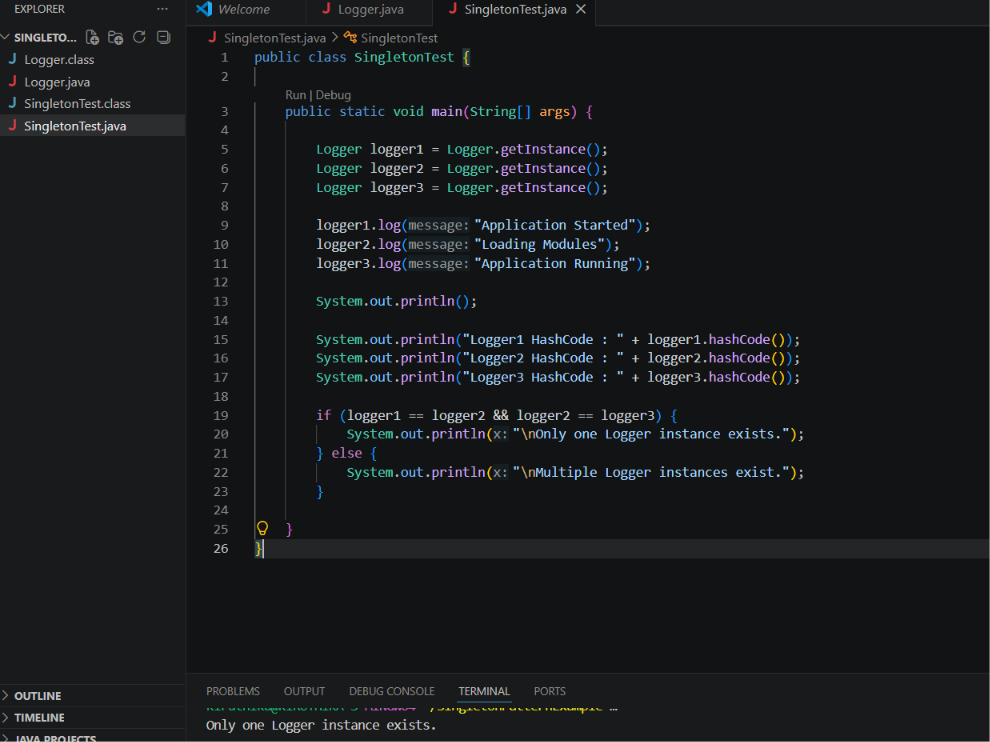 EXPLORER ...
Welcome
J Logger.java
J SingletonTest.java ×
SINGLETO...
J Logger.class
J Logger.java
J SingletonTest.class
J SingletonTest.java
J SingletonTest.java > SingletonTest
1 public class SingletonTest {
2
Run | Debug
3 public static void main(String[] args) {
4
5 Logger logger1 = Logger.getInstance();
6 Logger logger2 = Logger.getInstance();
7 Logger logger3 = Logger.getInstance();
8
9 logger1.log(message: "Application Started");
10 logger2.log(message: "Loading Modules");
11 logger3.log(message: "Application Running");
12
13 System.out.println();
14
15 System.out.println("Logger1 HashCode : " + logger1.hashCode());
16 System.out.println("Logger2 HashCode : " + logger2.hashCode());
17 System.out.println("Logger3 HashCode : " + logger3.hashCode());
18
19 if (logger1 == logger2 && logger2 == logger3) {
20 System.out.println(x: "\nOnly one Logger instance exists.");
21 } else {
22 System.out.println(x: "\nMultiple Logger instances exist.");
23 }
24
25 }
26 }
OUTLINE
TIMELINE
JAVA PROJECTS
PROBLEMS OUTPUT DEBUG CONSOLE TERMINAL PORTS
Only one Logger instance exists.